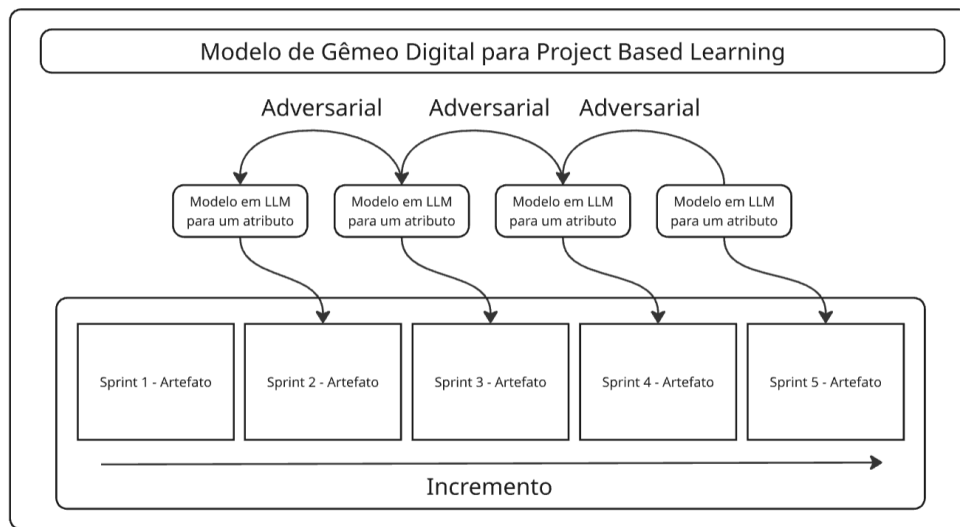 Modelo de Gêmeo Digital para Project Based Learning
Adversarial
Adversarial
Adversarial
Modelo em LLM
para um atributo
Modelo em LLM
para um atributo
Modelo em LLM
para um atributo
Modelo em LLM
para um atributo
Sprint 1 - Artefato
Sprint 2 - Artefato
Sprint 3 - Artefato
Sprint 4 - Artefato
Sprint 5 - Artefato
Incremento